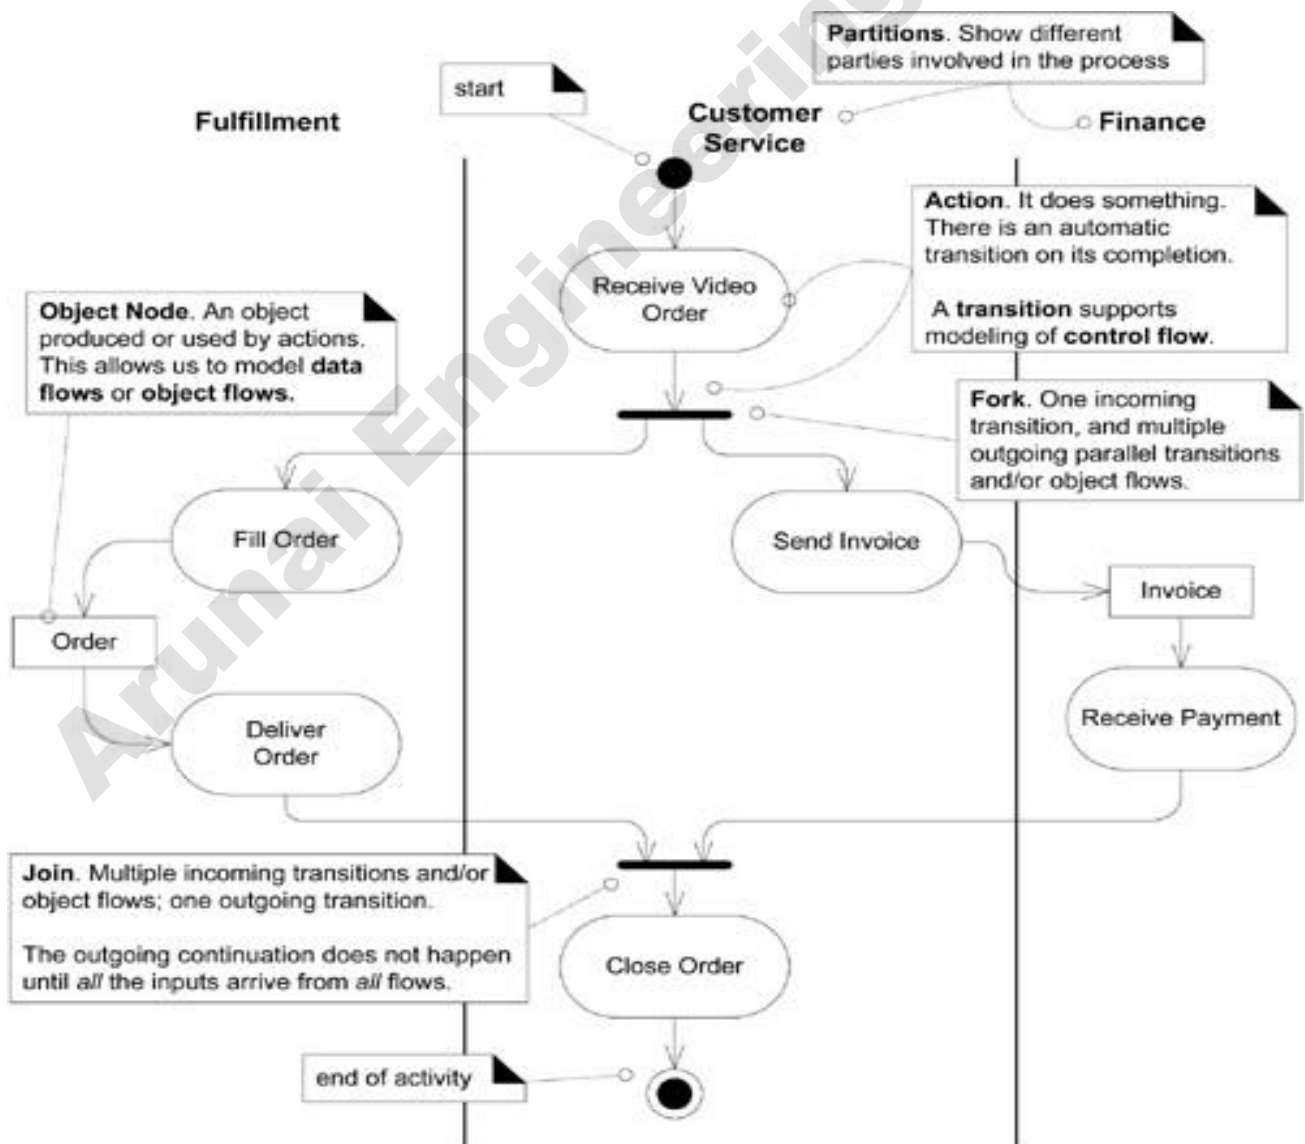 Partitions. Show different
parties involved in the process
start
Fulfillment
Customer
Service
Finance
Action. It does something.
There is an automatic
transition on its completion.
A transition supports
modeling of control flow.
Receive Video
Order
Object Node. An object
produced or used by actions.
This allows us to model data
flows or object flows.
Fork. One incoming
transition, and multiple
outgoing parallel transitions
and/or object flows.
Fill Order
Send Invoice
Invoice
Order
Deliver
Order
Receive Payment
Join. Multiple incoming transitions and/or
object flows; one outgoing transition.
The outgoing continuation does not happen
until all the inputs arrive from all flows.
Close Order
end of activity
Arunai Engineering